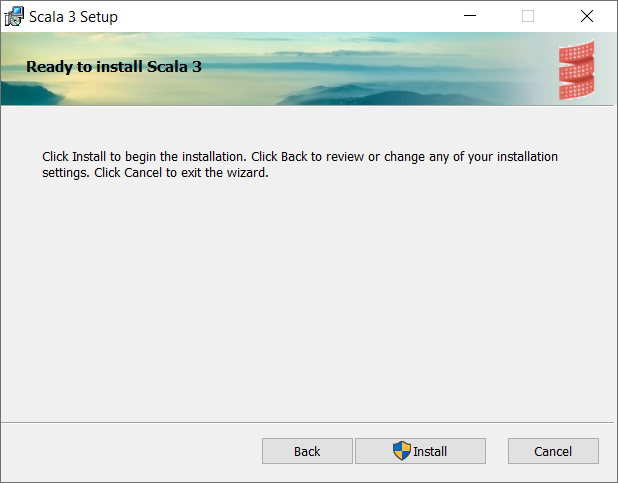 Scala 3 Setup
Ready to install Scala 3
Click Install to begin the installation. Click Back to review or change any of your installation
settings. Click Cancel to exit the wizard.
Back
Install
Cancel